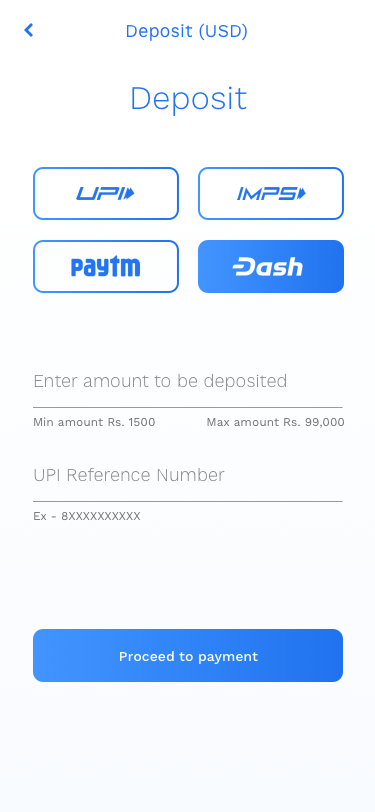 Deposit (USD)
Deposit
UPI
IMPS
Paytm
Dash
Enter amount to be deposited
Min amount Rs. 1500 Max amount Rs. 99,000
UPI Reference Number
Ex - 8XXXXXXXXXX
Proceed to payment